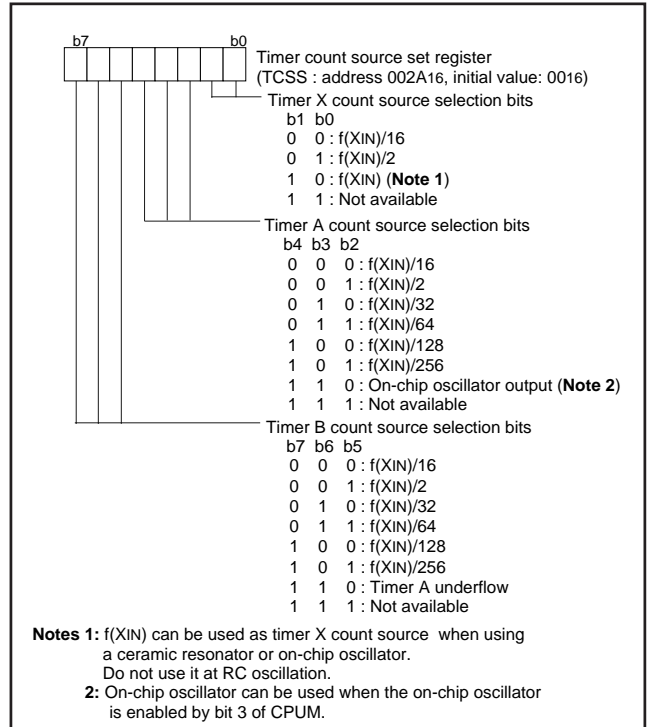 b7 b0
Timer count source set register
(TCSS : address 002A16, initial value: 0016)
Timer X count source selection bits
b1 b0
0 0 : f(XIN)/16
0 1 : f(XIN)/2
1 0 : f(XIN) (Note 1)
1 1 : Not available
Timer A count source selection bits
b4 b3 b2
0 0 0 : f(XIN)/16
0 0 1 : f(XIN)/2
0 1 0 : f(XIN)/32
0 1 1 : f(XIN)/64
1 0 0 : f(XIN)/128
1 0 1 : f(XIN)/256
1 1 0 : On-chip oscillator output (Note 2)
1 1 1 : Not available
Timer B count source selection bits
b7 b6 b5
0 0 0 : f(XIN)/16
0 0 1 : f(XIN)/2
0 1 0 : f(XIN)/32
0 1 1 : f(XIN)/64
1 0 0 : f(XIN)/128
1 0 1 : f(XIN)/256
1 1 0 : Timer A underflow
1 1 1 : Not available
Notes 1: f(XIN) can be used as timer X count source when using
a ceramic resonator or on-chip oscillator.
Do not use it at RC oscillation.
2: On-chip oscillator can be used when the on-chip oscillator
is enabled by bit 3 of CPUM.